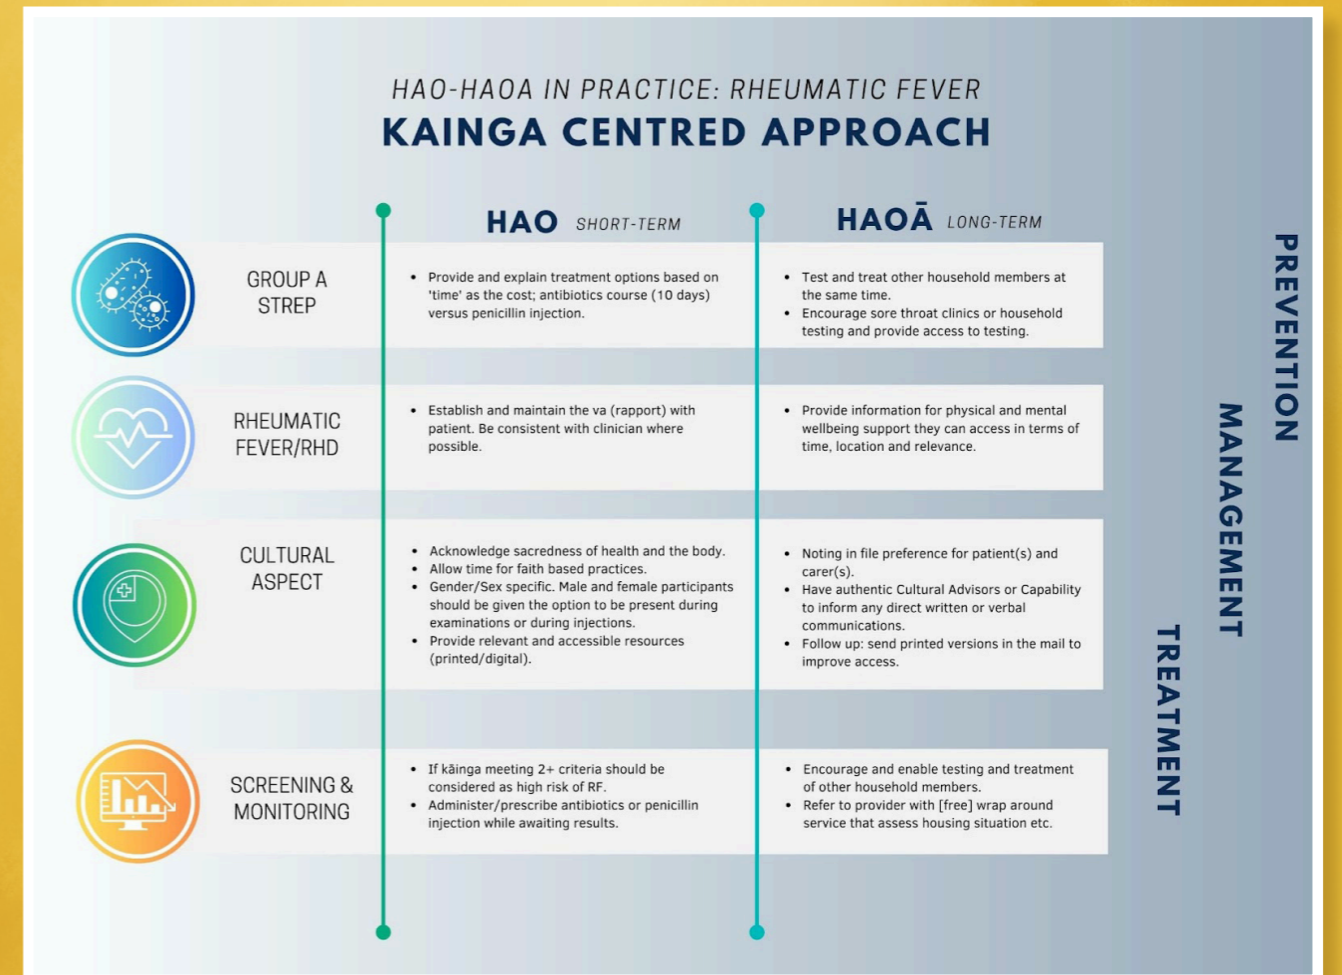 HAO-HAOA IN PRACTICE: RHEUMATIC FEVER
KAINGA CENTRED APPROACH
HAO SHORT-TERM
HAOĀ LONG-TERM
GROUP A
STREP
• Provide and explain treatment options based on
'time' as the cost; antibiotics course (10 days)
versus penicillin injection.
• Test and treat other household members at
the same time.
• Encourage sore throat clinics or household
testing and provide access to testing.
RHEUMATIC
FEVER/RHD
• Establish and maintain the va (rapport) with
patient. Be consistent with clinician where
possible.
• Provide information for physical and mental
wellbeing support they can access in terms of
time, location and relevance.
CULTURAL
ASPECT
• Acknowledge sacredness of health and the body.
• Allow time for faith based practices.
• Gender/Sex specific. Male and female participants
should be given the option to be present during
examinations or during injections.
• Provide relevant and accessible resources
(printed/digital).
• Noting in file preference for patient(s) and
carer(s).
• Have authentic Cultural Advisors or Capability
to inform any direct written or verbal
communications.
• Follow up: send printed versions in the mail to
improve access.
SCREENING &
MONITORING
• If kāinga meeting 2+ criteria should be
considered as high risk of RF.
• Administer/prescribe antibiotics or penicillin
injection while awaiting results.
• Encourage and enable testing and treatment
of other household members.
• Refer to provider with [free] wrap around
service that assess housing situation etc.
PREVENTION
MANAGEMENT
TREATMENT